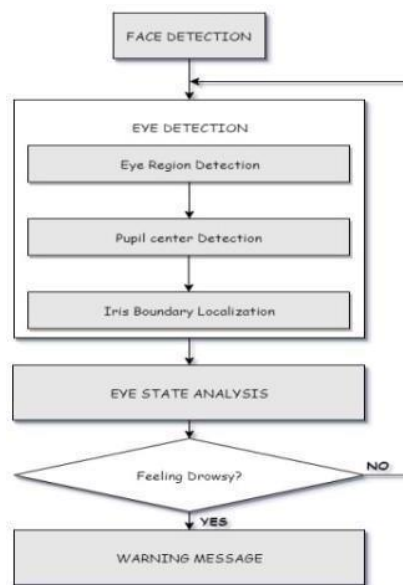 FACE DETECTION
EYE DETECTION
Eye Region Detection
Pupil center Detection
Iris Boundary Localization
EYE STATE ANALYSIS
Feeling Drowsy?
NO
YES
WARNING MESSAGE